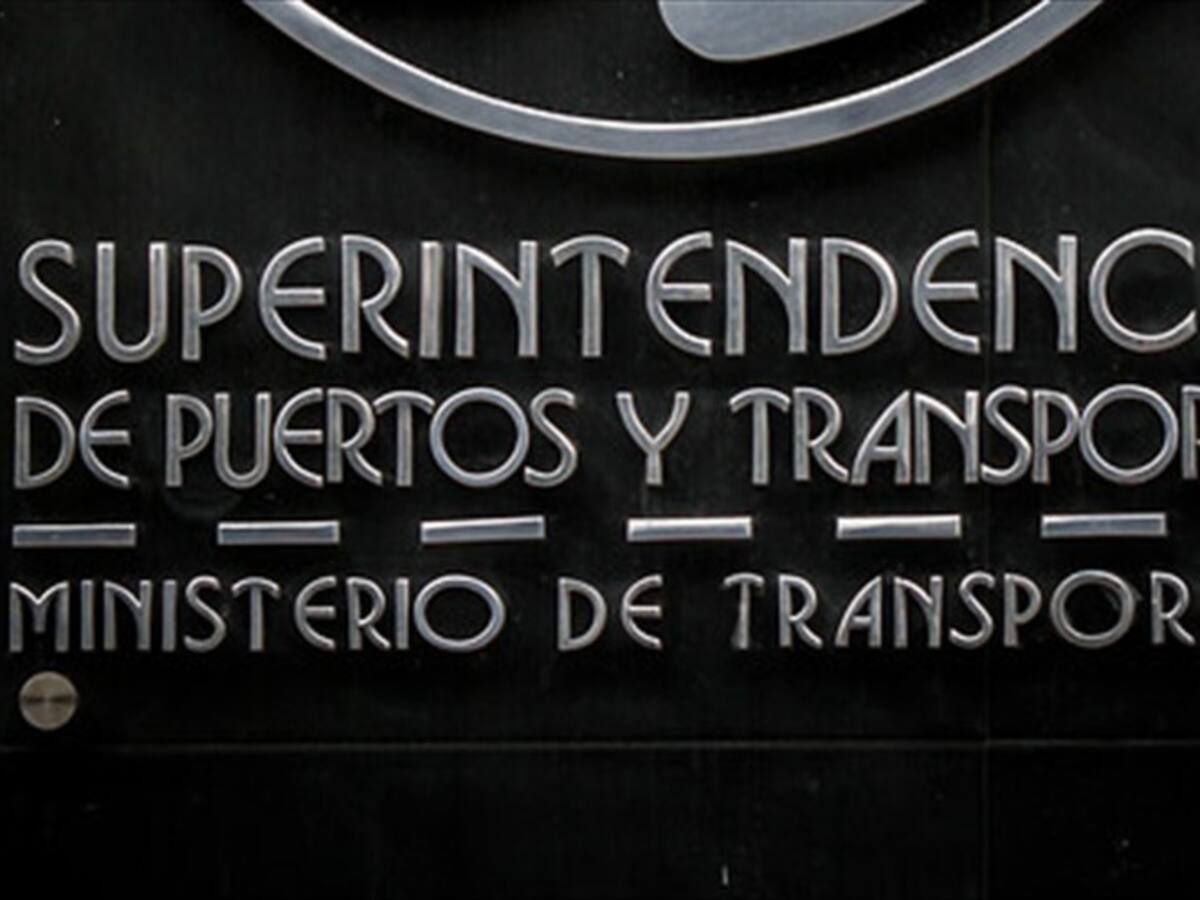 SUPERINTENDENC
DE PUERTOS Y TRANSPOR
MINISTERIO DE TRANSPOR